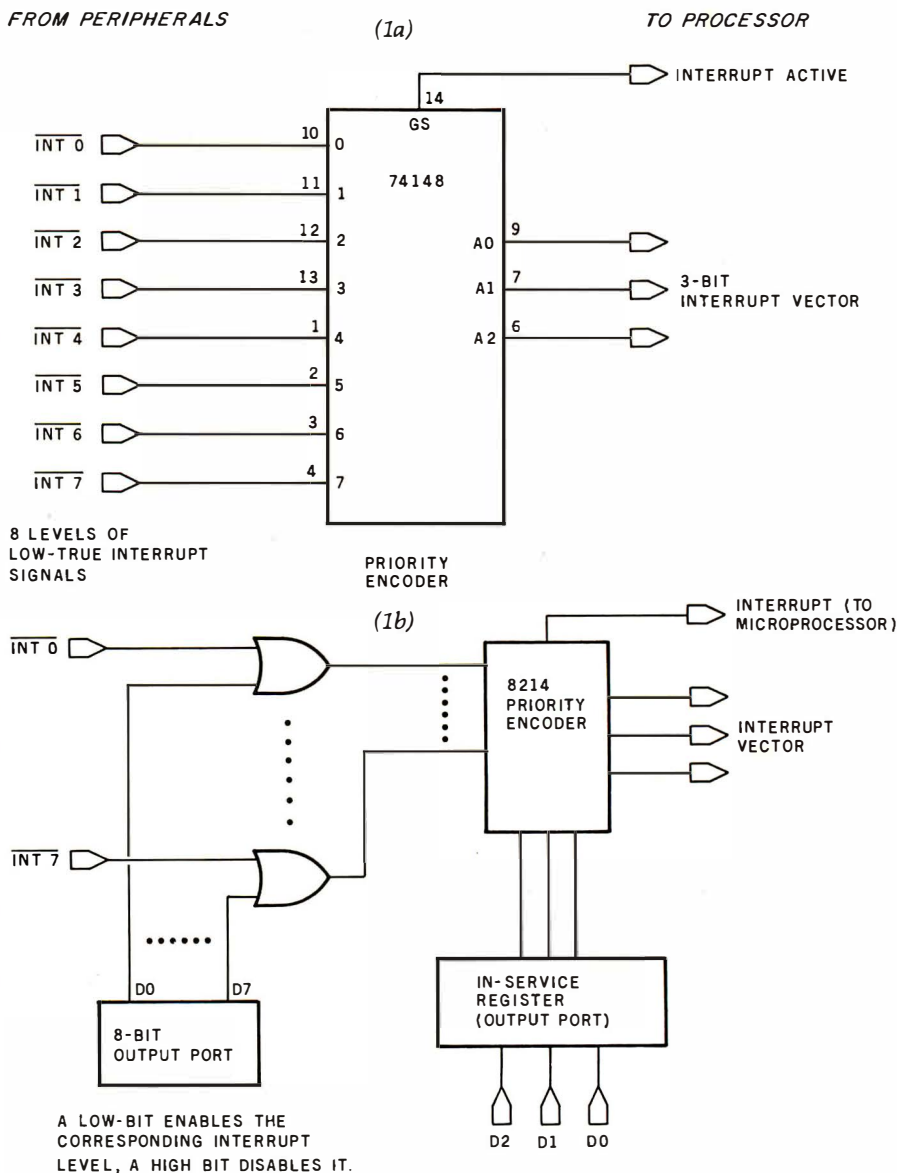 FROM PERIPHERALS
(1a)
TO PROCESSOR
INTERRUPT ACTIVE
14
GS
74148
INT 0
10
0
INT 1
11
1
INT 2
12
2
INT 3
13
3
INT 4
1
4
INT 5
2
5
INT 6
3
6
INT 7
4
7
A0
9
A1
7
A2
6
3-BIT
INTERRUPT VECTOR
8 LEVELS OF
LOW-TRUE INTERRUPT
SIGNALS
PRIORITY
ENCODER
(1b)
INT 0
INT 7
D0
D7
8-BIT
OUTPUT PORT
A LOW-BIT ENABLES THE
CORRESPONDING INTERRUPT
LEVEL, A HIGH BIT DISABLES IT.
8214
PRIORITY
ENCODER
INTERRUPT (TO
MICROPROCESSOR)
INTERRUPT
VECTOR
IN-SERVICE
REGISTER
(OUTPUT PORT)
D2
D1
D0